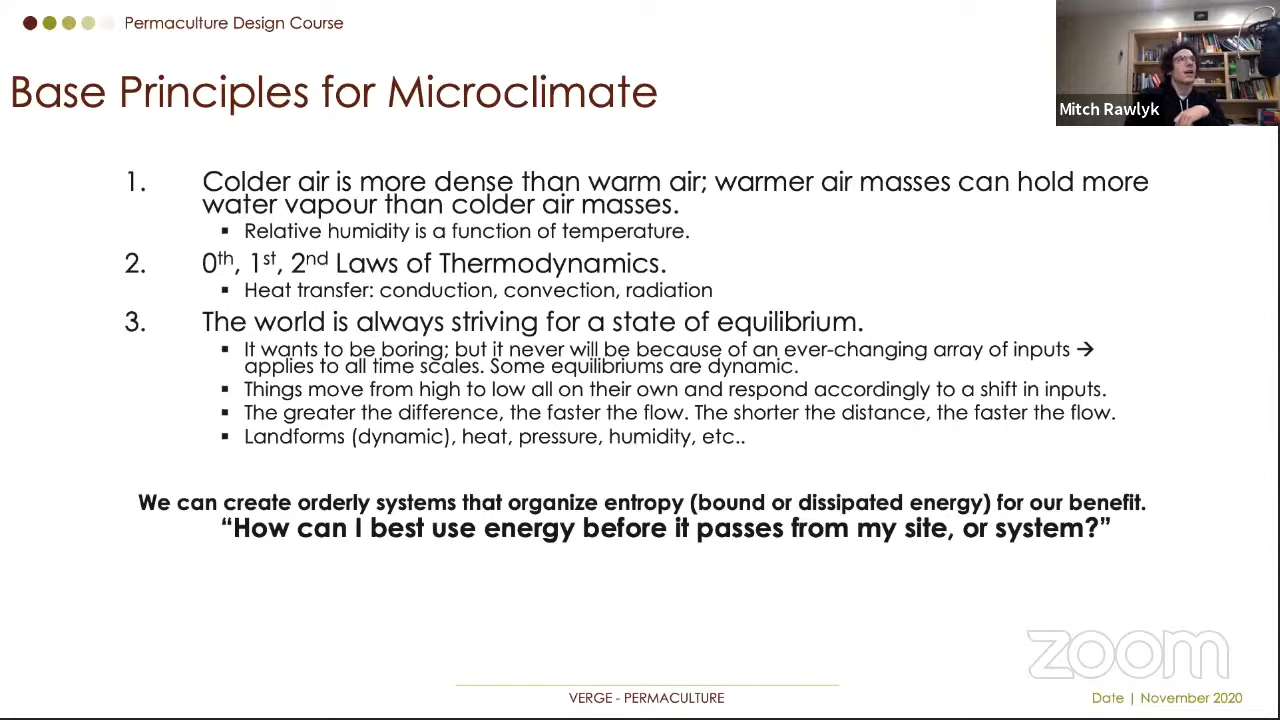 Permaculture Design Course
Base Principles for Microclimate
Mitch Rawlyk
1. Colder air is more dense than warm air; warmer air masses can hold more
water vapour than colder air masses.
▪ Relative humidity is a function of temperature.
2. 0th, 1st, 2nd Laws of Thermodynamics.
▪ Heat transfer: conduction, convection, radiation
3. The world is always striving for a state of equilibrium.
▪ It wants to be boring; but it never will be because of an ever-changing array of inputs →
applies to all time scales. Some equilibriums are dynamic.
▪ Things move from high to low all on their own and respond accordingly to a shift in inputs.
▪ The greater the difference, the faster the flow. The shorter the distance, the faster the flow.
▪ Landforms (dynamic), heat, pressure, humidity, etc..
We can create orderly systems that organize entropy (bound or dissipated energy) for our benefit.
“How can I best use energy before it passes from my site, or system?”
zoom
VERGE - PERMACULTURE
Date | November 2020